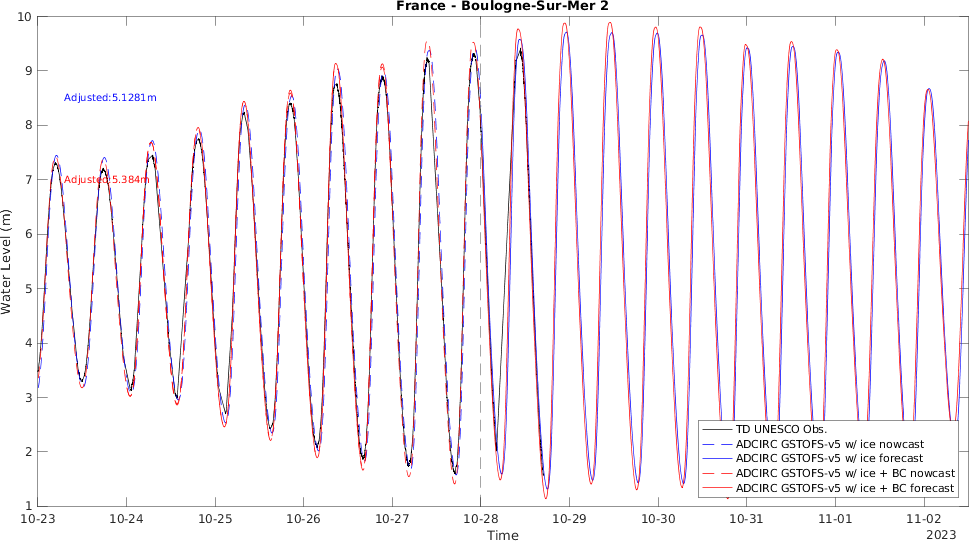 France - Boulogne-Sur-Mer 2
10
9
8
7
6
5
4
3
2
1
Water Level (m)
Adjusted:5.1281m
Adjusted:5.384m
TD UNESCO Obs.
ADCIRC GSTOFS-v5 w/ ice nowcast
ADCIRC GSTOFS-v5 w/ ice forecast
ADCIRC GSTOFS-v5 w/ ice + BC nowcast
ADCIRC GSTOFS-v5 w/ ice + BC forecast
10-23 10-24 10-25 10-26 10-27 10-28 10-29 10-30 10-31 11-01 11-02
Time
2023